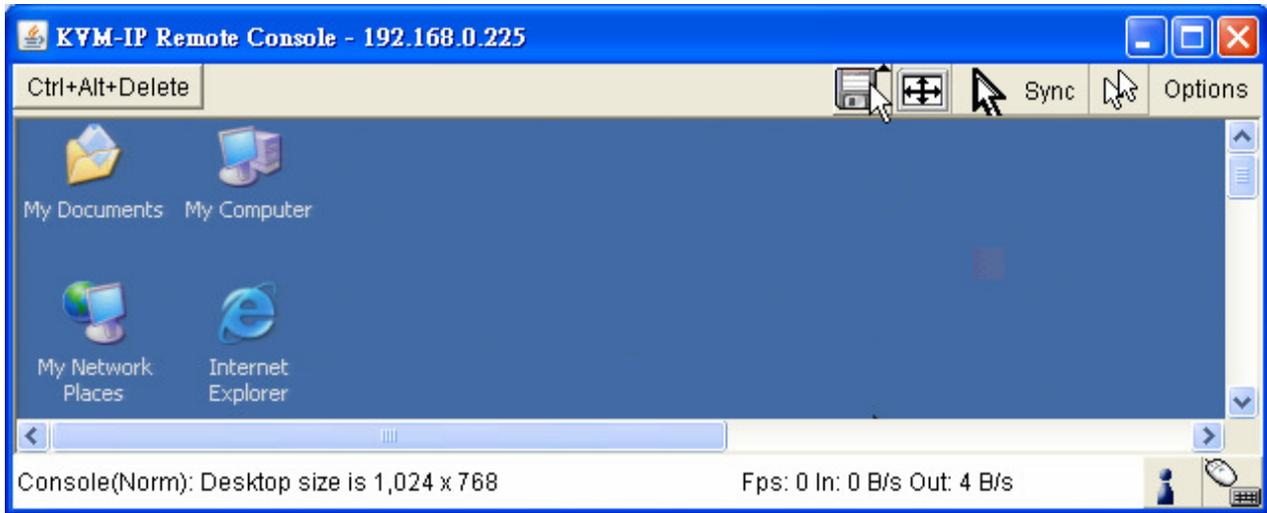 KVM-IP Remote Console - 192.168.0.225
Ctrl+Alt+Delete
Sync
Options
My Documents
My Computer
My Network
Places
Internet
Explorer
Console(Norm): Desktop size is 1,024 x 768
Fps: 0 In: 0 B/s Out: 4 B/s